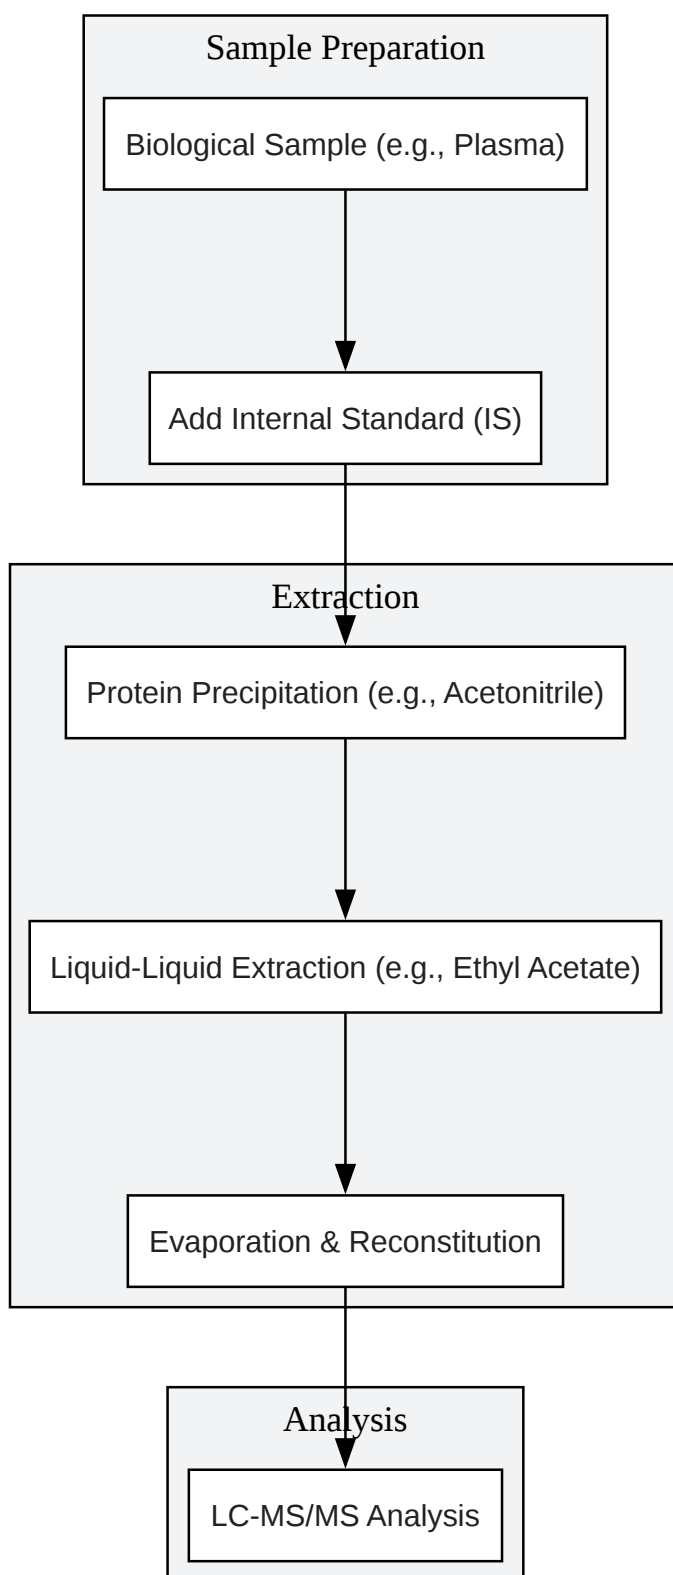 Sample Preparation
Biological Sample (e.g., Plasma)
Add Internal Standard (IS)
Extraction
Protein Precipitation (e.g., Acetonitrile)
Liquid-Liquid Extraction (e.g., Ethyl Acetate)
Evaporation & Reconstitution
Analysis
LC-MS/MS Analysis